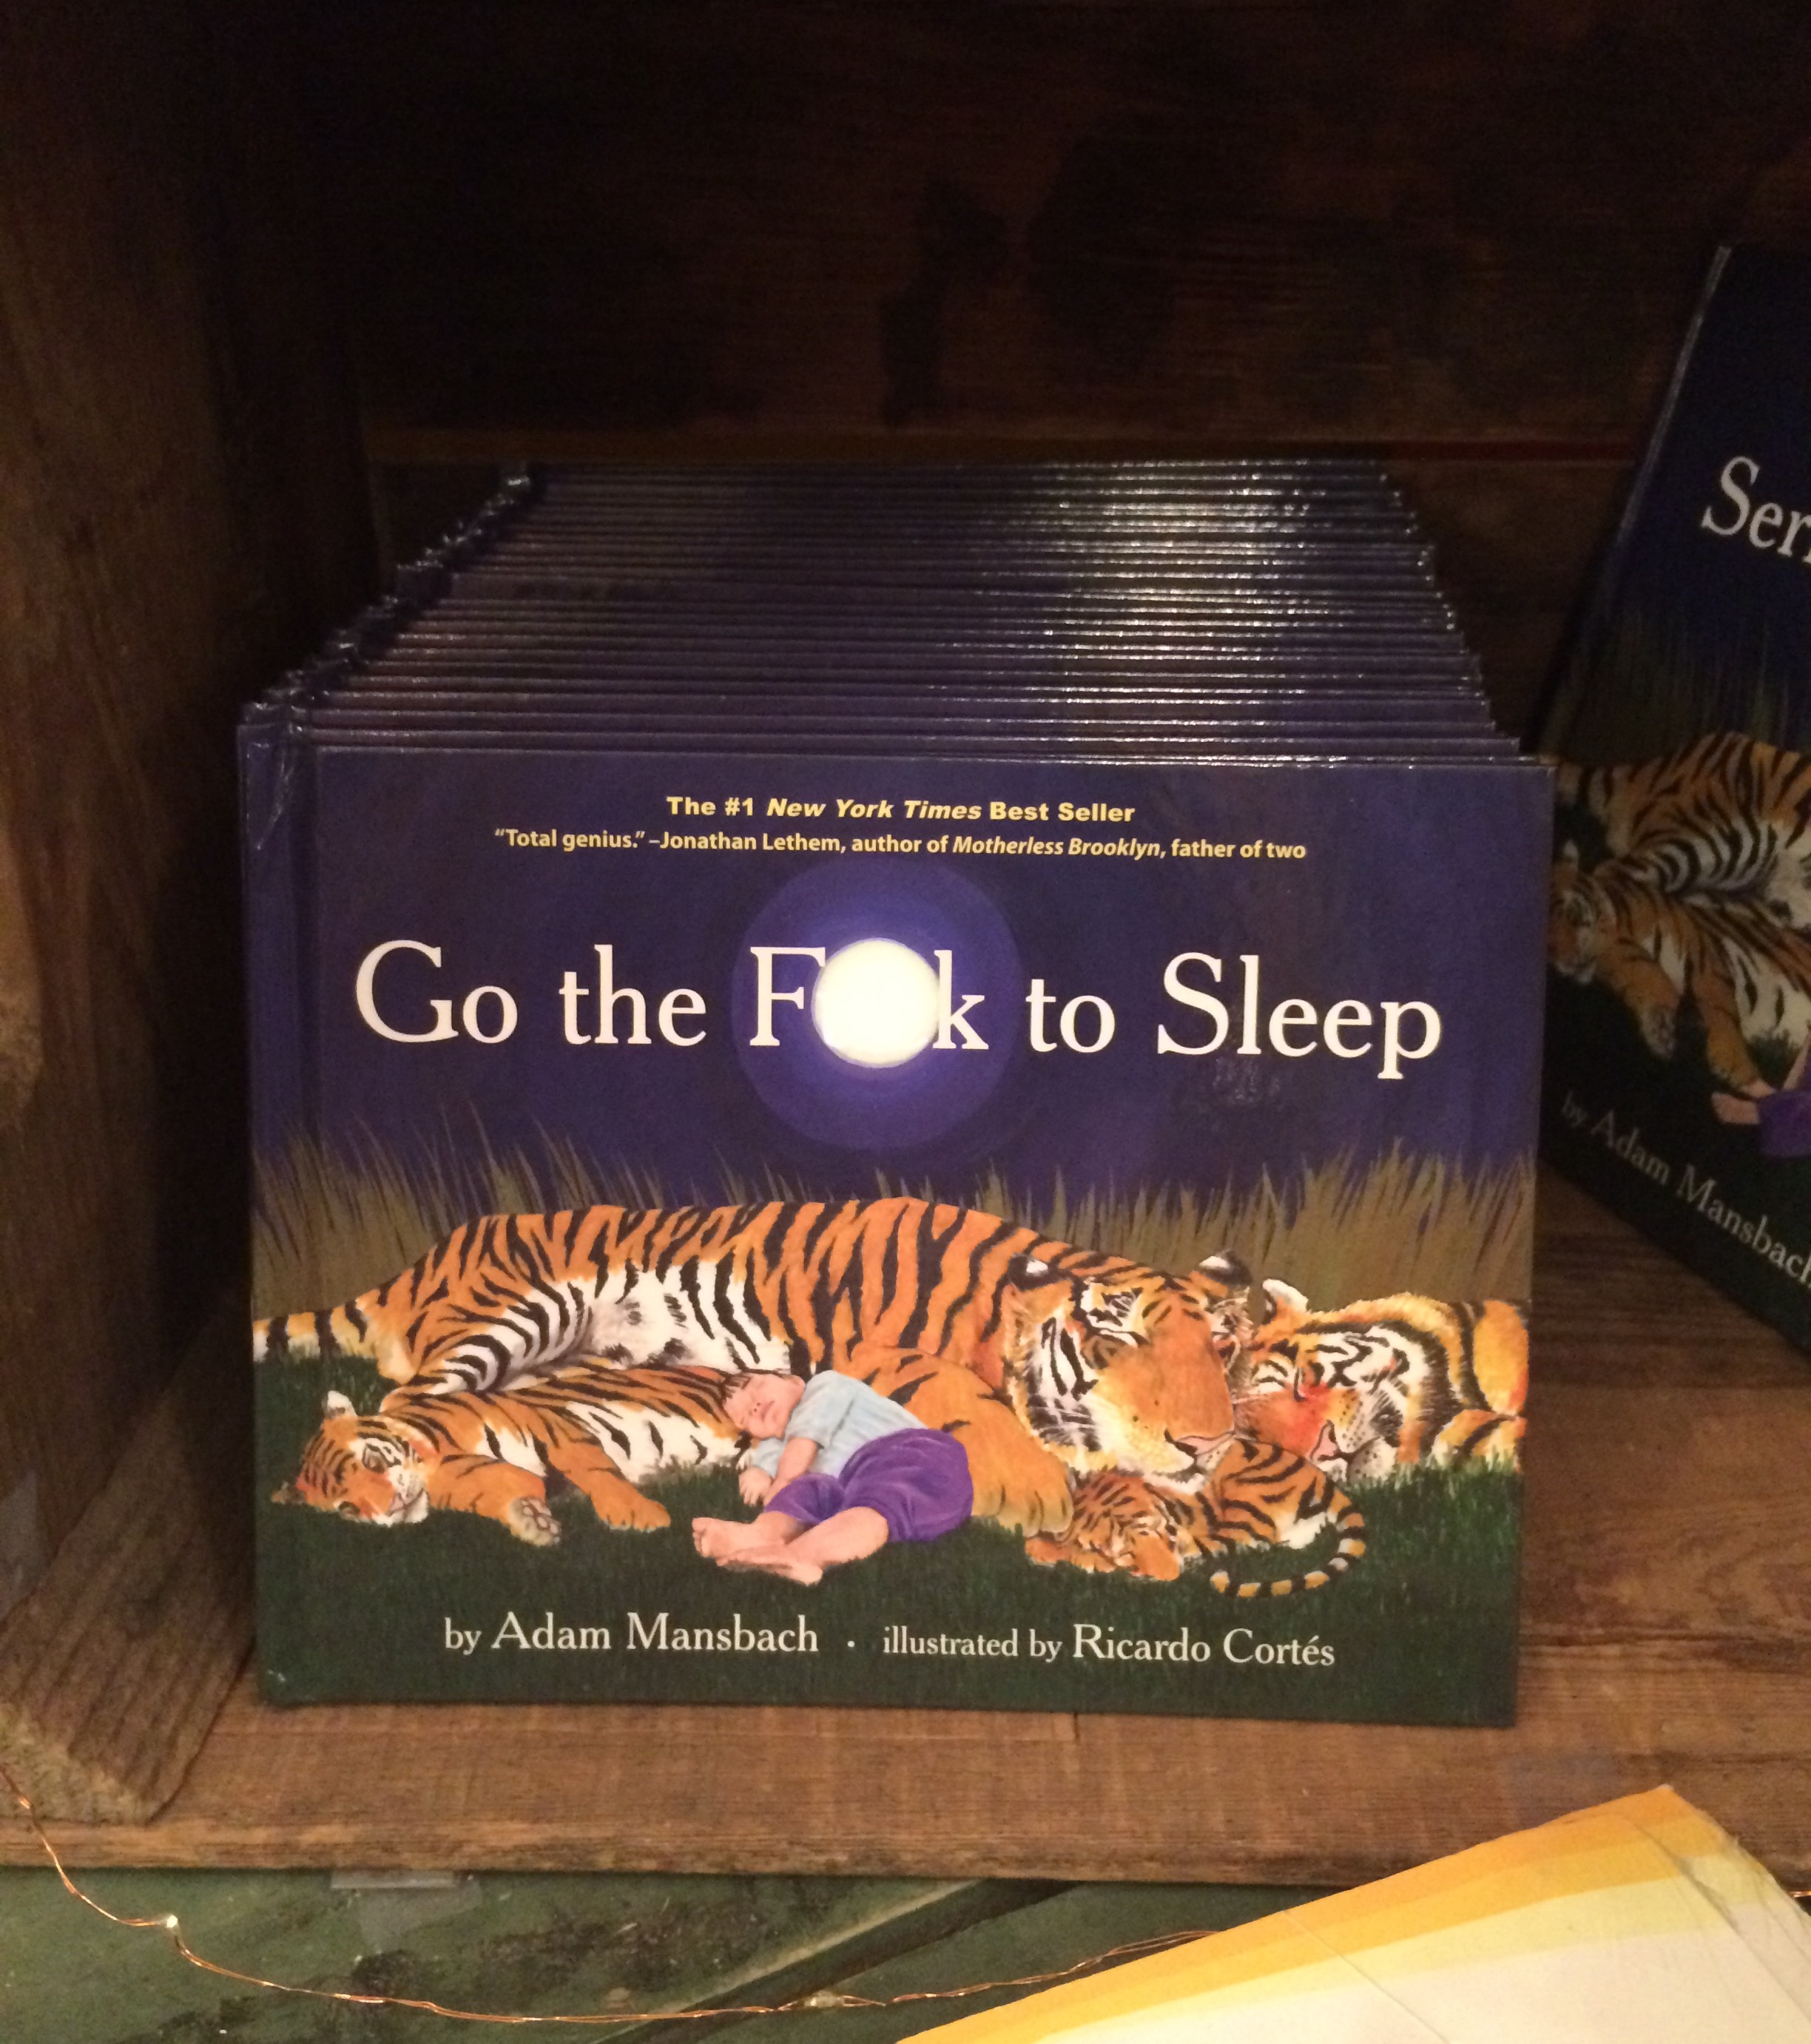 The #1 New York Times Best Seller
“Total genius.” –Jonathan Lethem, author of Motherless Brooklyn, father of two
Go the F k to Sleep
by Adam Mansbach · illustrated by Ricardo Cortés
by Adam Mansbach